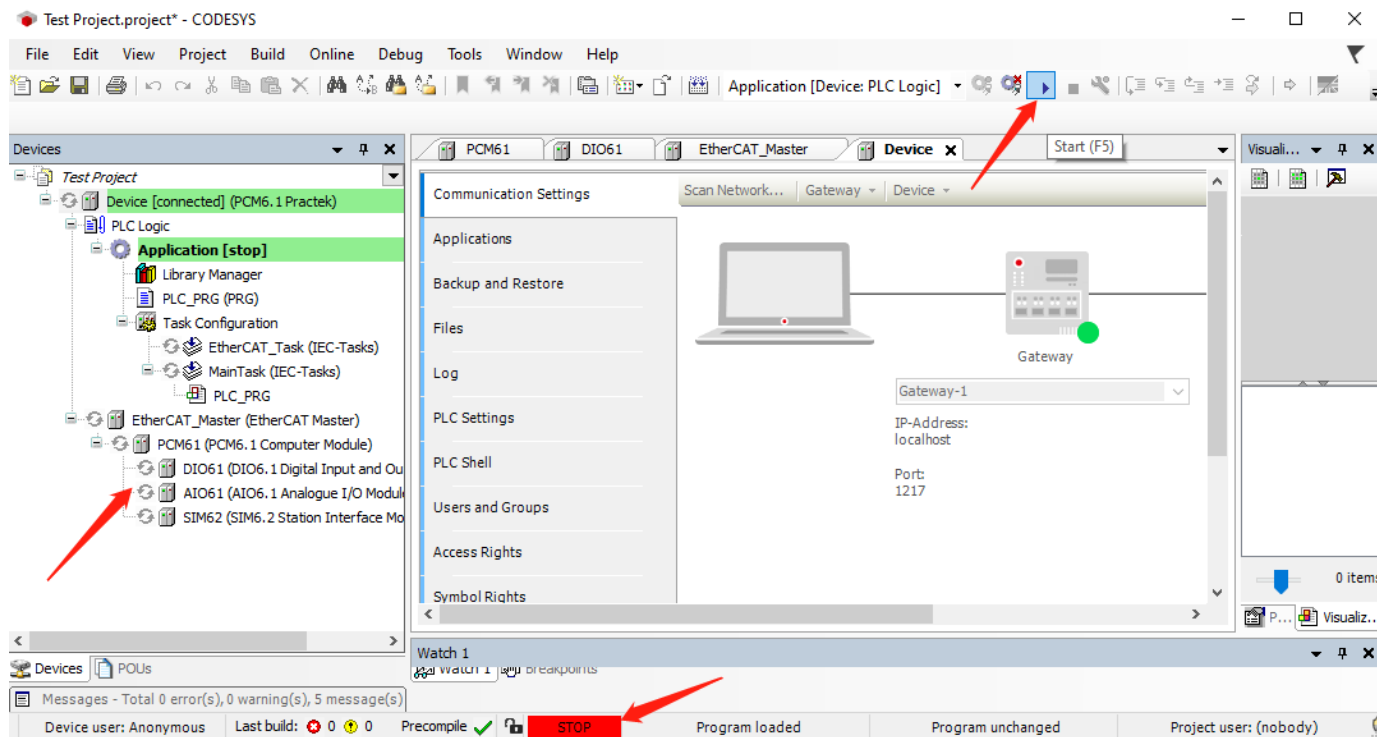 Test Project.project* - CODESYS
File Edit View Project Build Online Debug Tools Window Help
Application [Device: PLC Logic]
Start (F5)
Devices
Test Project
Device [connected] (PCM6.1 Practek)
PLC Logic
Application [stop]
Library Manager
PLC_PRG (PRG)
Task Configuration
EtherCAT_Task (IEC-Tasks)
MainTask (IEC-Tasks)
PLC_PRG
EtherCAT_Master (EtherCAT Master)
PCM61 (PCM6.1 Computer Module)
DIO61 (DIO6.1 Digital Input and Ou
AIO61 (AIO6.1 Analogue I/O Module
SIM62 (SIM6.2 Station Interface Mo
Devices POUs
PCM61 DIO61 EtherCAT_Master Device
Communication Settings
Applications
Backup and Restore
Files
Log
PLC Settings
PLC Shell
Users and Groups
Access Rights
Symbol Rights
Scan Network... Gateway Device
Gateway
Gateway-1
IP-Address:
localhost
Port:
1217
Visuali...
0 items
P... Visualiz...
Watch 1
Watch 1 Breakpoints
Messages - Total 0 error(s), 0 warning(s), 5 message(s)
Device user: Anonymous Last build: 0 0 Precompile STOP Program loaded Program unchanged Project user: (nobody)